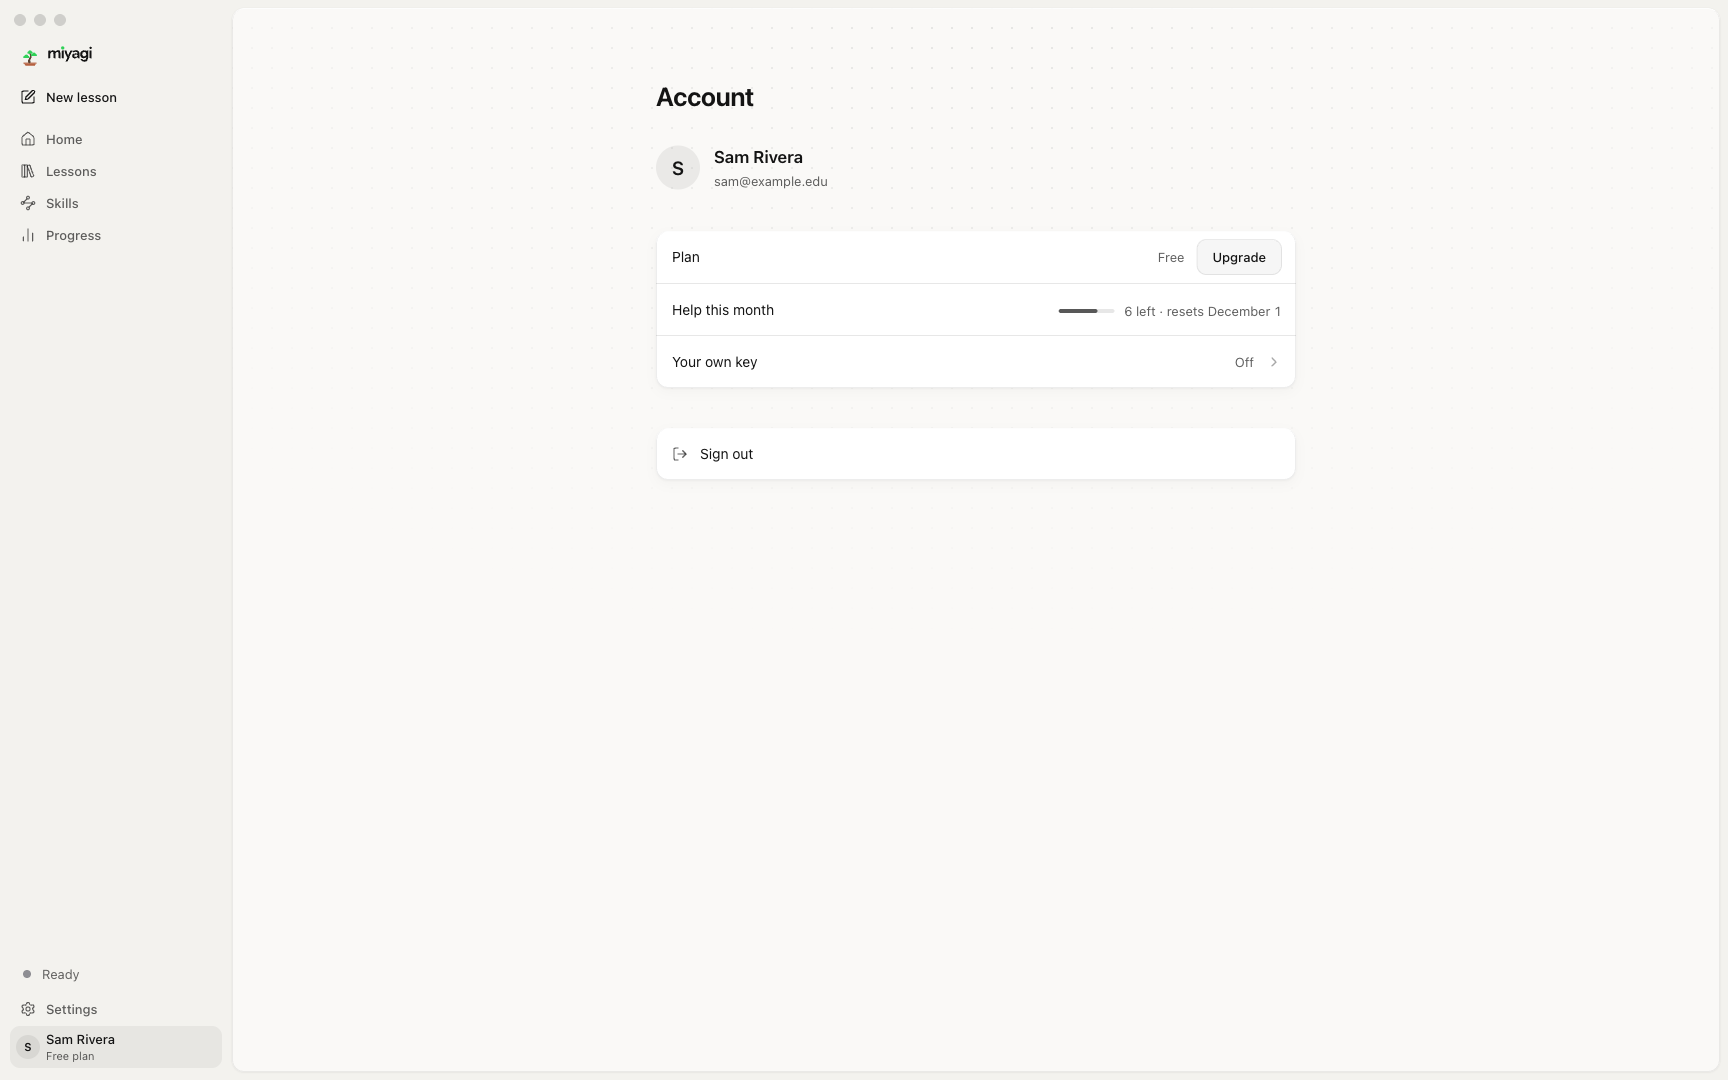 miyagi
New lesson
Home
Lessons
Skills
Progress
Ready
Settings
S
Sam Rivera
Free plan
Account
S
Sam Rivera
sam@example.edu
Plan
Free
Upgrade
Help this month
6 left · resets December 1
Your own key
Off
Sign out